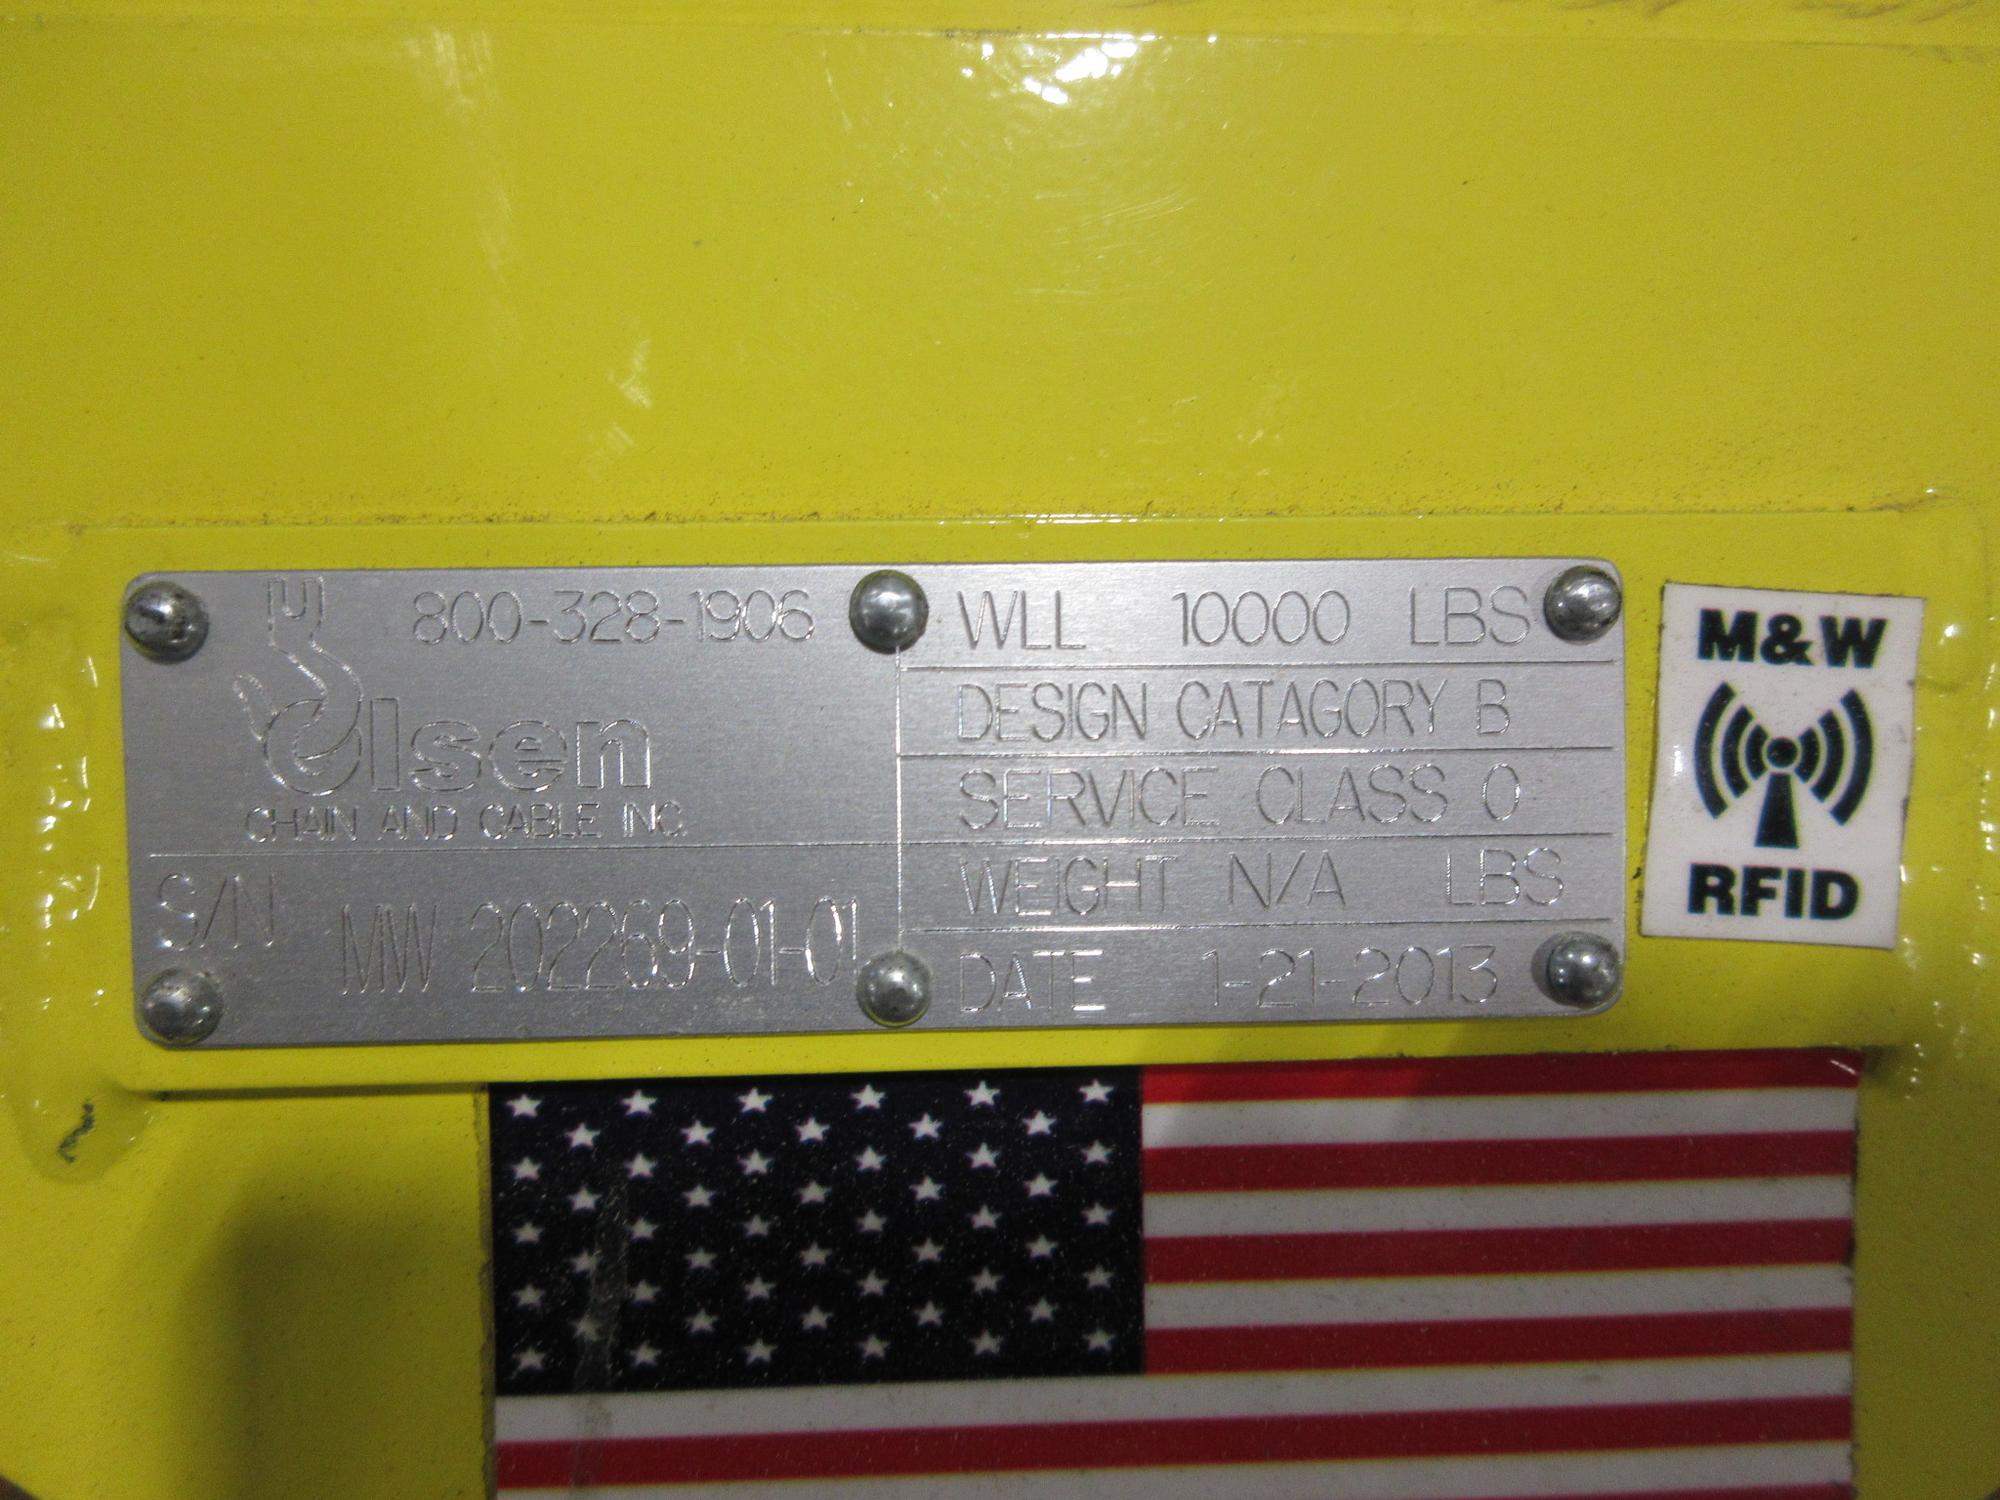 800-328-1906
Olsen
CHAIN AND CABLE INC.
S/N MW 202269-01-01
WLL 10000 LBS
DESIGN CATAGORY B
SERVICE CLASS 0
WEIGHT N/A LBS
DATE 1-21-2013
M&W
RFID